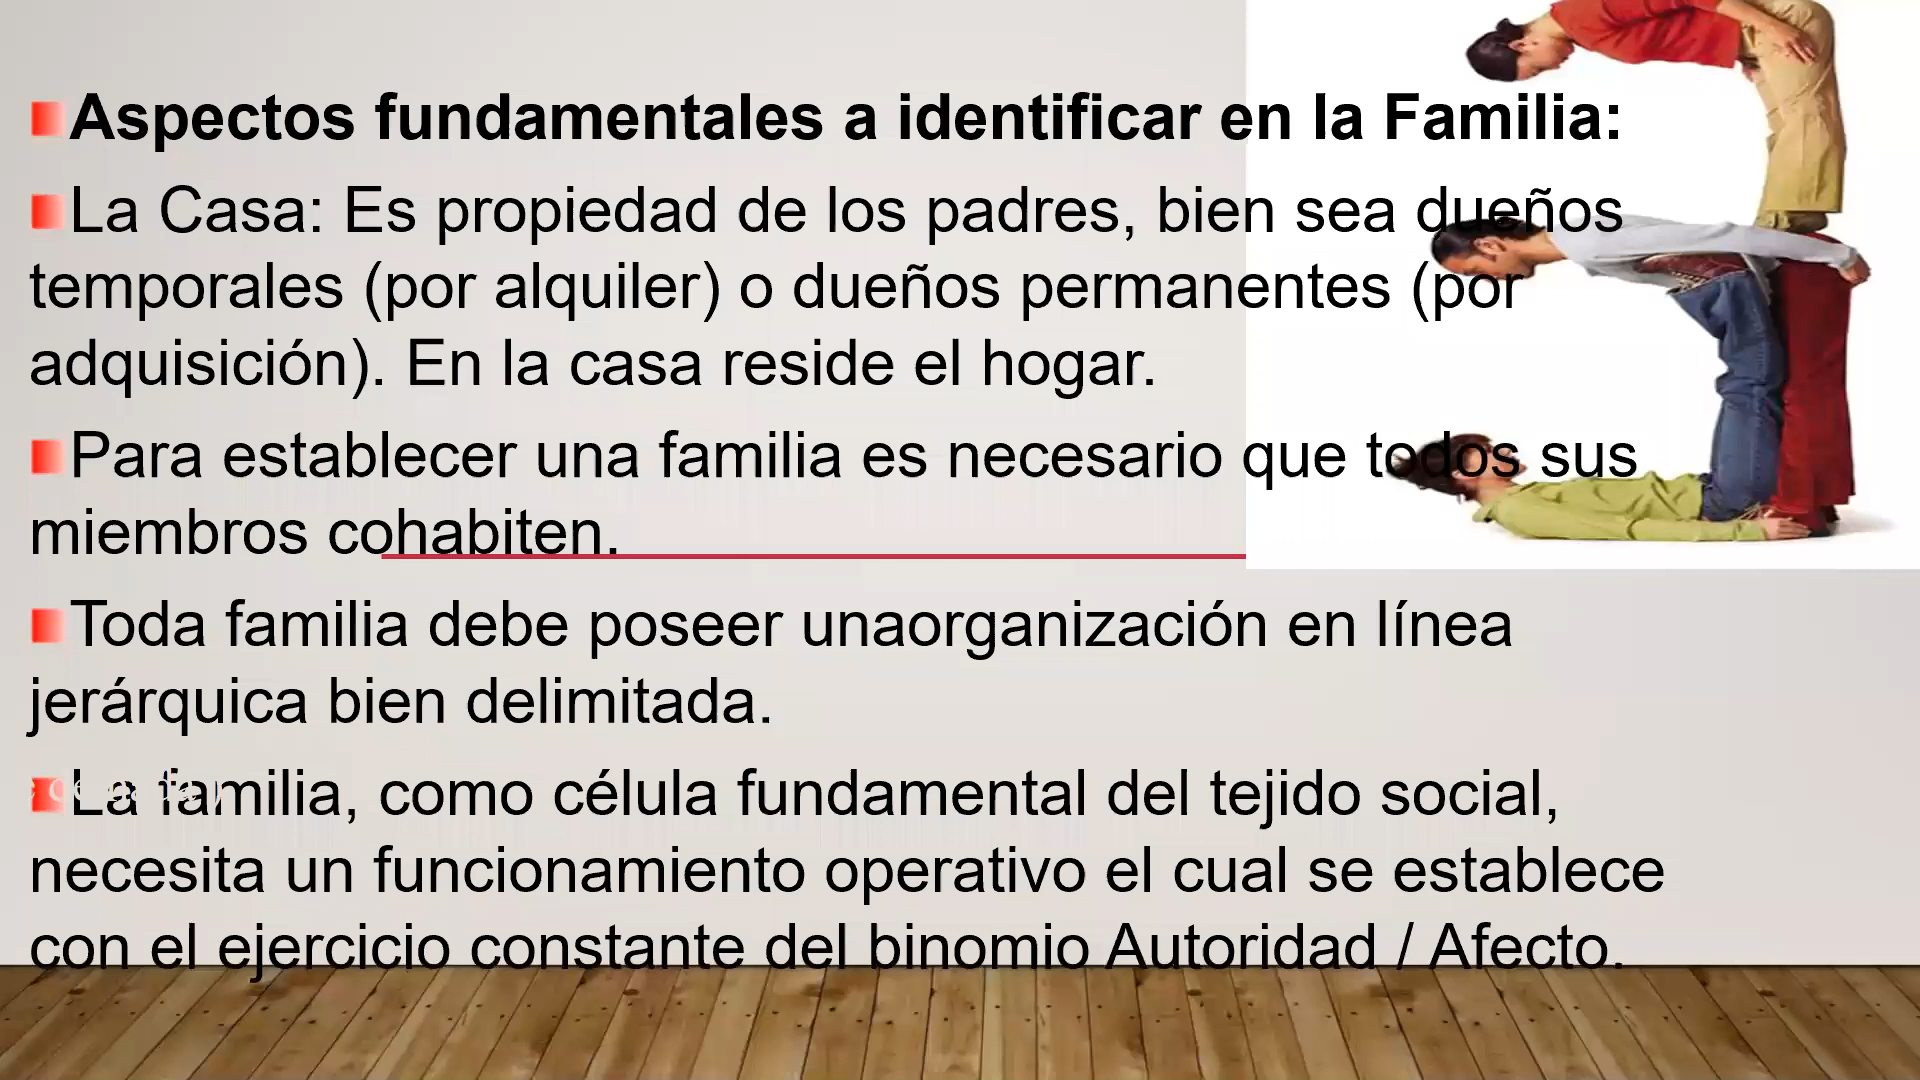 Aspectos fundamentales a identificar en la Familia:
La Casa: Es propiedad de los padres, bien sea dueños
temporales (por alquiler) o dueños permanentes (por
adquisición). En la casa reside el hogar.
Para establecer una familia es necesario que todos sus
miembros cohabiten.
Toda familia debe poseer unaorganización en línea
jerárquica bien delimitada.
La familia, como célula fundamental del tejido social,
necesita un funcionamiento operativo el cual se establece
con el ejercicio constante del binomio Autoridad / Afecto.